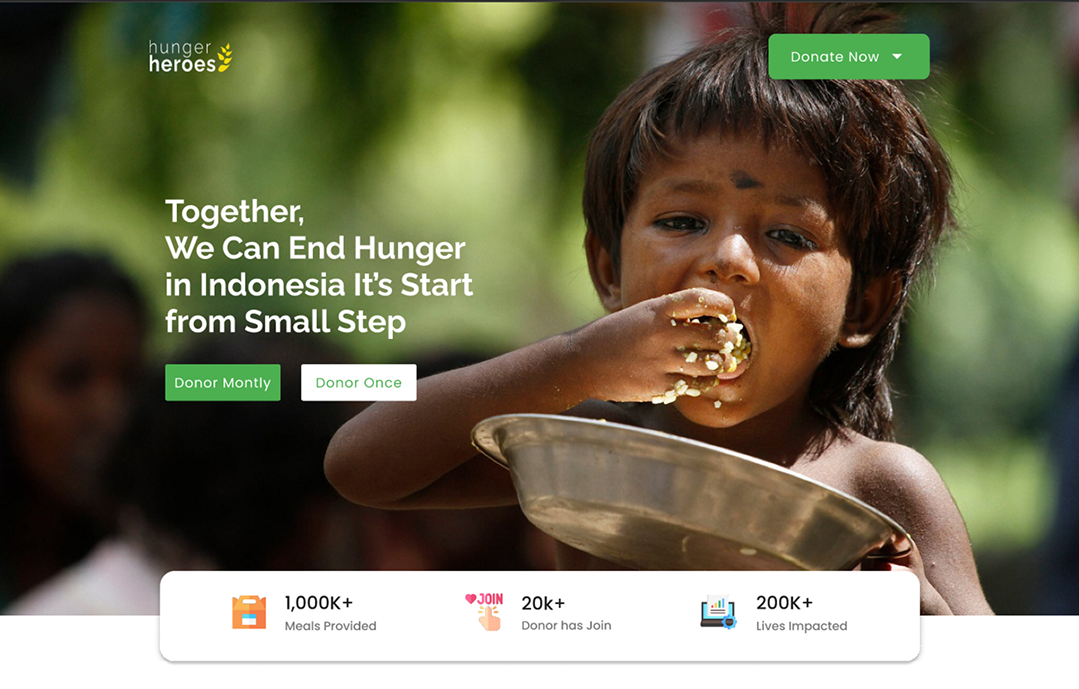 hunger
heroes
Donate Now
Together,
We Can End Hunger
in Indonesia It’s Start
from Small Step
Donor Montly
Donor Once
1,000K+
Meals Provided
JOIN
20k+
Donor has Join
200K+
Lives Impacted